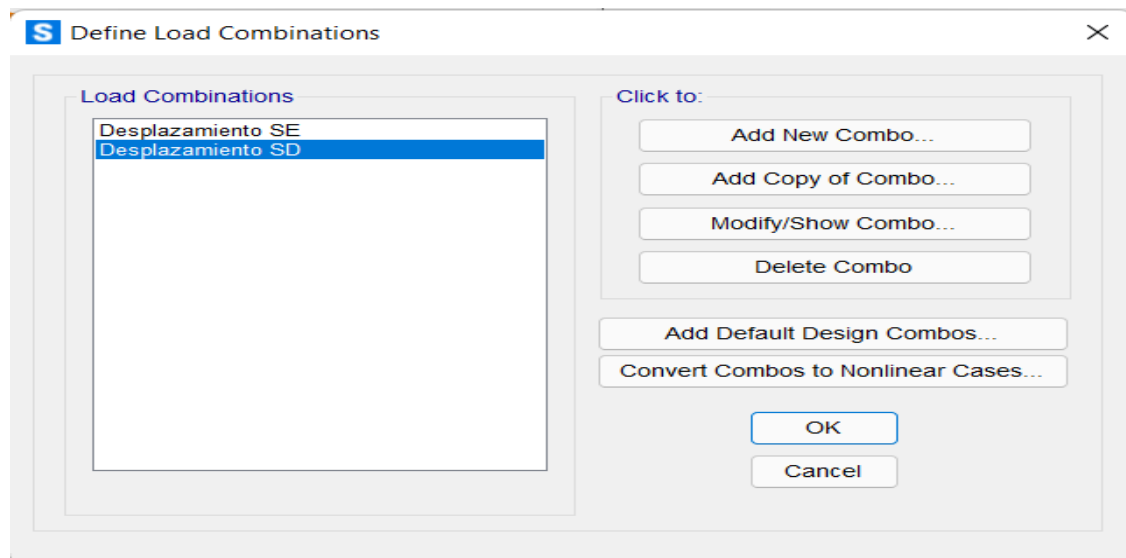 S Define Load Combinations
Load Combinations
Desplazamiento SE
Desplazamiento SD
Click to:
Add New Combo...
Add Copy of Combo...
Modify/Show Combo...
Delete Combo
Add Default Design Combos...
Convert Combos to Nonlinear Cases...
OK
Cancel